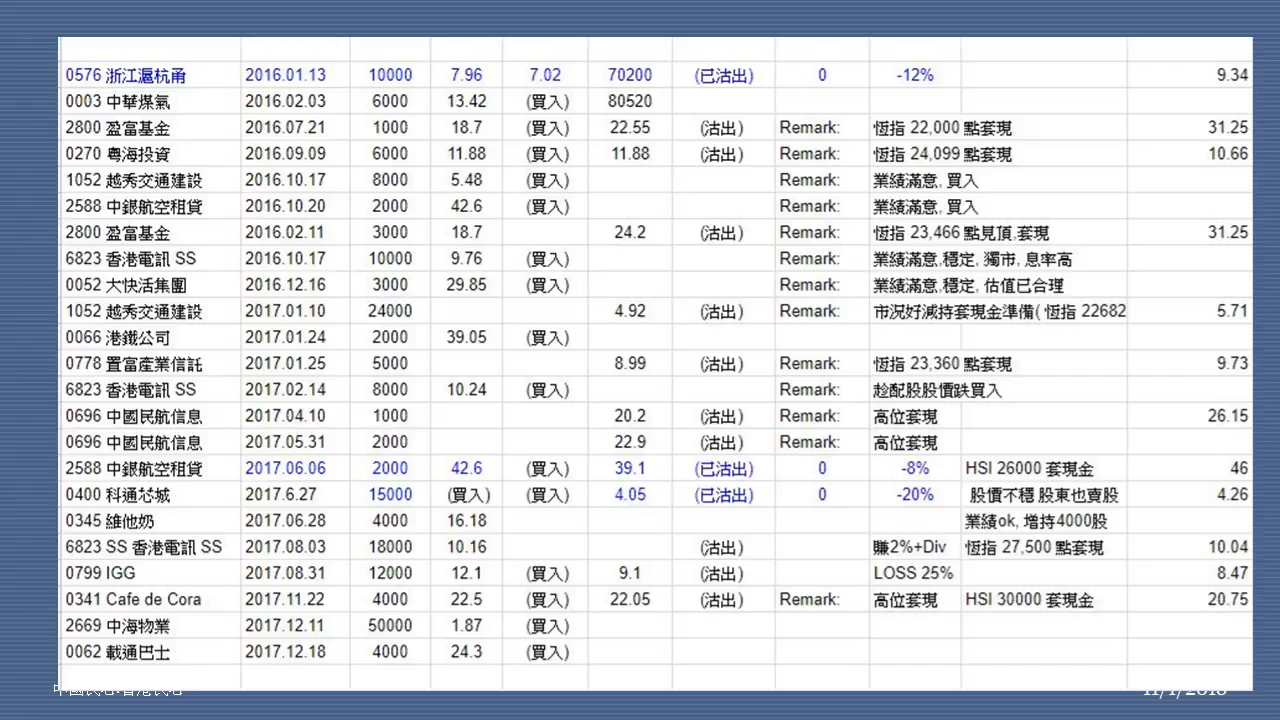 0576 浙江滬杭甬 2016.01.13 10000 7.96 7.02 70200 (已沽出) 0 -12% 9.34
0003 中華煤氣 2016.02.03 6000 13.42 (買入) 80520
2800 盈富基金 2016.07.21 1000 18.7 (買入) 22.55 (沽出) Remark: 恆指 22,000 點套現 31.25
0270 粵海投資 2016.09.09 6000 11.88 (買入) 11.88 (沽出) Remark: 恆指 24,099 點套現 10.66
1052 越秀交通建設 2016.10.17 8000 5.48 (買入) Remark: 業績滿意, 買入
2588 中銀航空租貸 2016.10.20 2000 42.6 (買入) Remark: 業績滿意, 買入
2800 盈富基金 2016.02.11 3000 18.7 24.2 (沽出) Remark: 恆指 23,466 點見頂,套現 31.25
6823 香港電訊 SS 2016.10.17 10000 9.76 (買入) Remark: 業績滿意,穩定, 獨市, 息率高
0052 大快活集團 2016.12.16 3000 29.85 (買入) Remark: 業績滿意,穩定, 估值已合理
1052 越秀交通建設 2017.01.10 24000 4.92 (沽出) Remark: 市況好減持套現金準備( 恆指 22682 5.71
0066 港鐵公司 2017.01.24 2000 39.05 (買入)
0778 置富產業信託 2017.01.25 5000 8.99 (沽出) Remark: 恆指 23,360 點套現 9.73
6823 香港電訊 SS 2017.02.14 8000 10.24 (買入) Remark: 趁配股股價跌買入
0696 中國民航信息 2017.04.10 1000 20.2 (沽出) Remark: 高位套現 26.15
0696 中國民航信息 2017.05.31 2000 22.9 (沽出) Remark: 高位套現
2588 中銀航空租貸 2017.06.06 2000 42.6 (買入) 39.1 (已沽出) 0 -8% HSI 26000 套現金 46
0400 科通芯城 2017.6.27 15000 (買入) 4.05 (已沽出) 0 -20% 股價不穩 股東也賣股 4.26
0345 維他奶 2017.06.28 4000 16.18 業績ok, 增持4000股
6823 SS 香港電訊 SS 2017.08.03 18000 10.16 (沽出) 賺2%+Div 恆指 27,500 點套現 10.04
0799 IGG 2017.08.31 12000 12.1 (買入) 9.1 (沽出) LOSS 25% 8.47
0341 Cafe de Cora 2017.11.22 4000 22.5 (買入) 22.05 (沽出) Remark: 高位套現 HSI 30000 套現金 20.75
2669 中海物業 2017.12.11 50000 1.87 (買入)
0062 載通巴士 2017.12.18 4000 24.3 (買入)